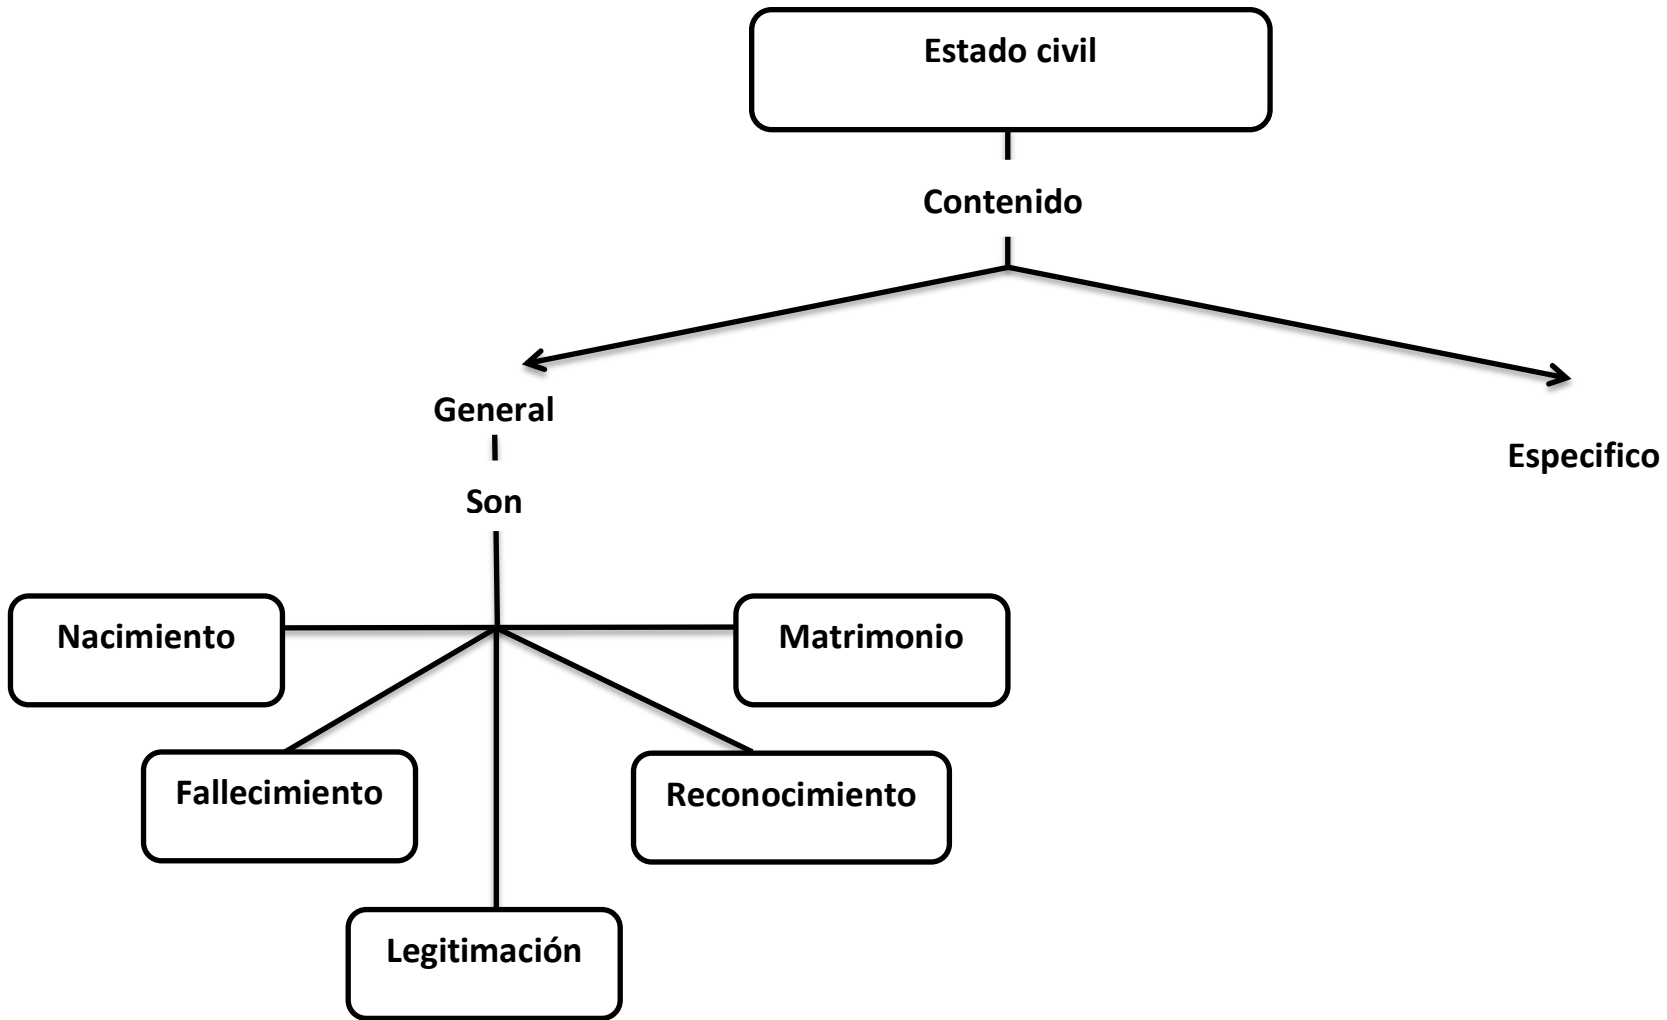 Estado civil
Contenido
General
Especifico
Son
Nacimiento
Matrimonio
Fallecimiento
Reconocimiento
Legitimación